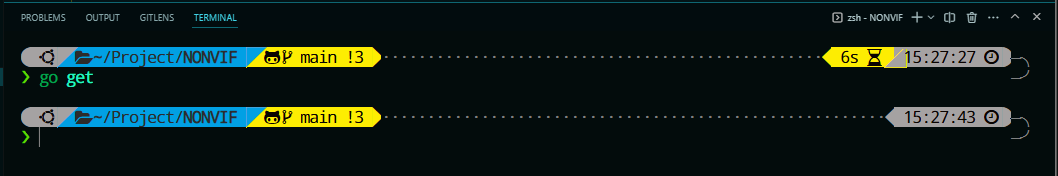 PROBLEMS OUTPUT GITLENS TERMINAL zsh - NONVIF
~/Project/NONVIF main !3 6s 15:27:27
❯ go get
~/Project/NONVIF main !3 15:27:43
❯